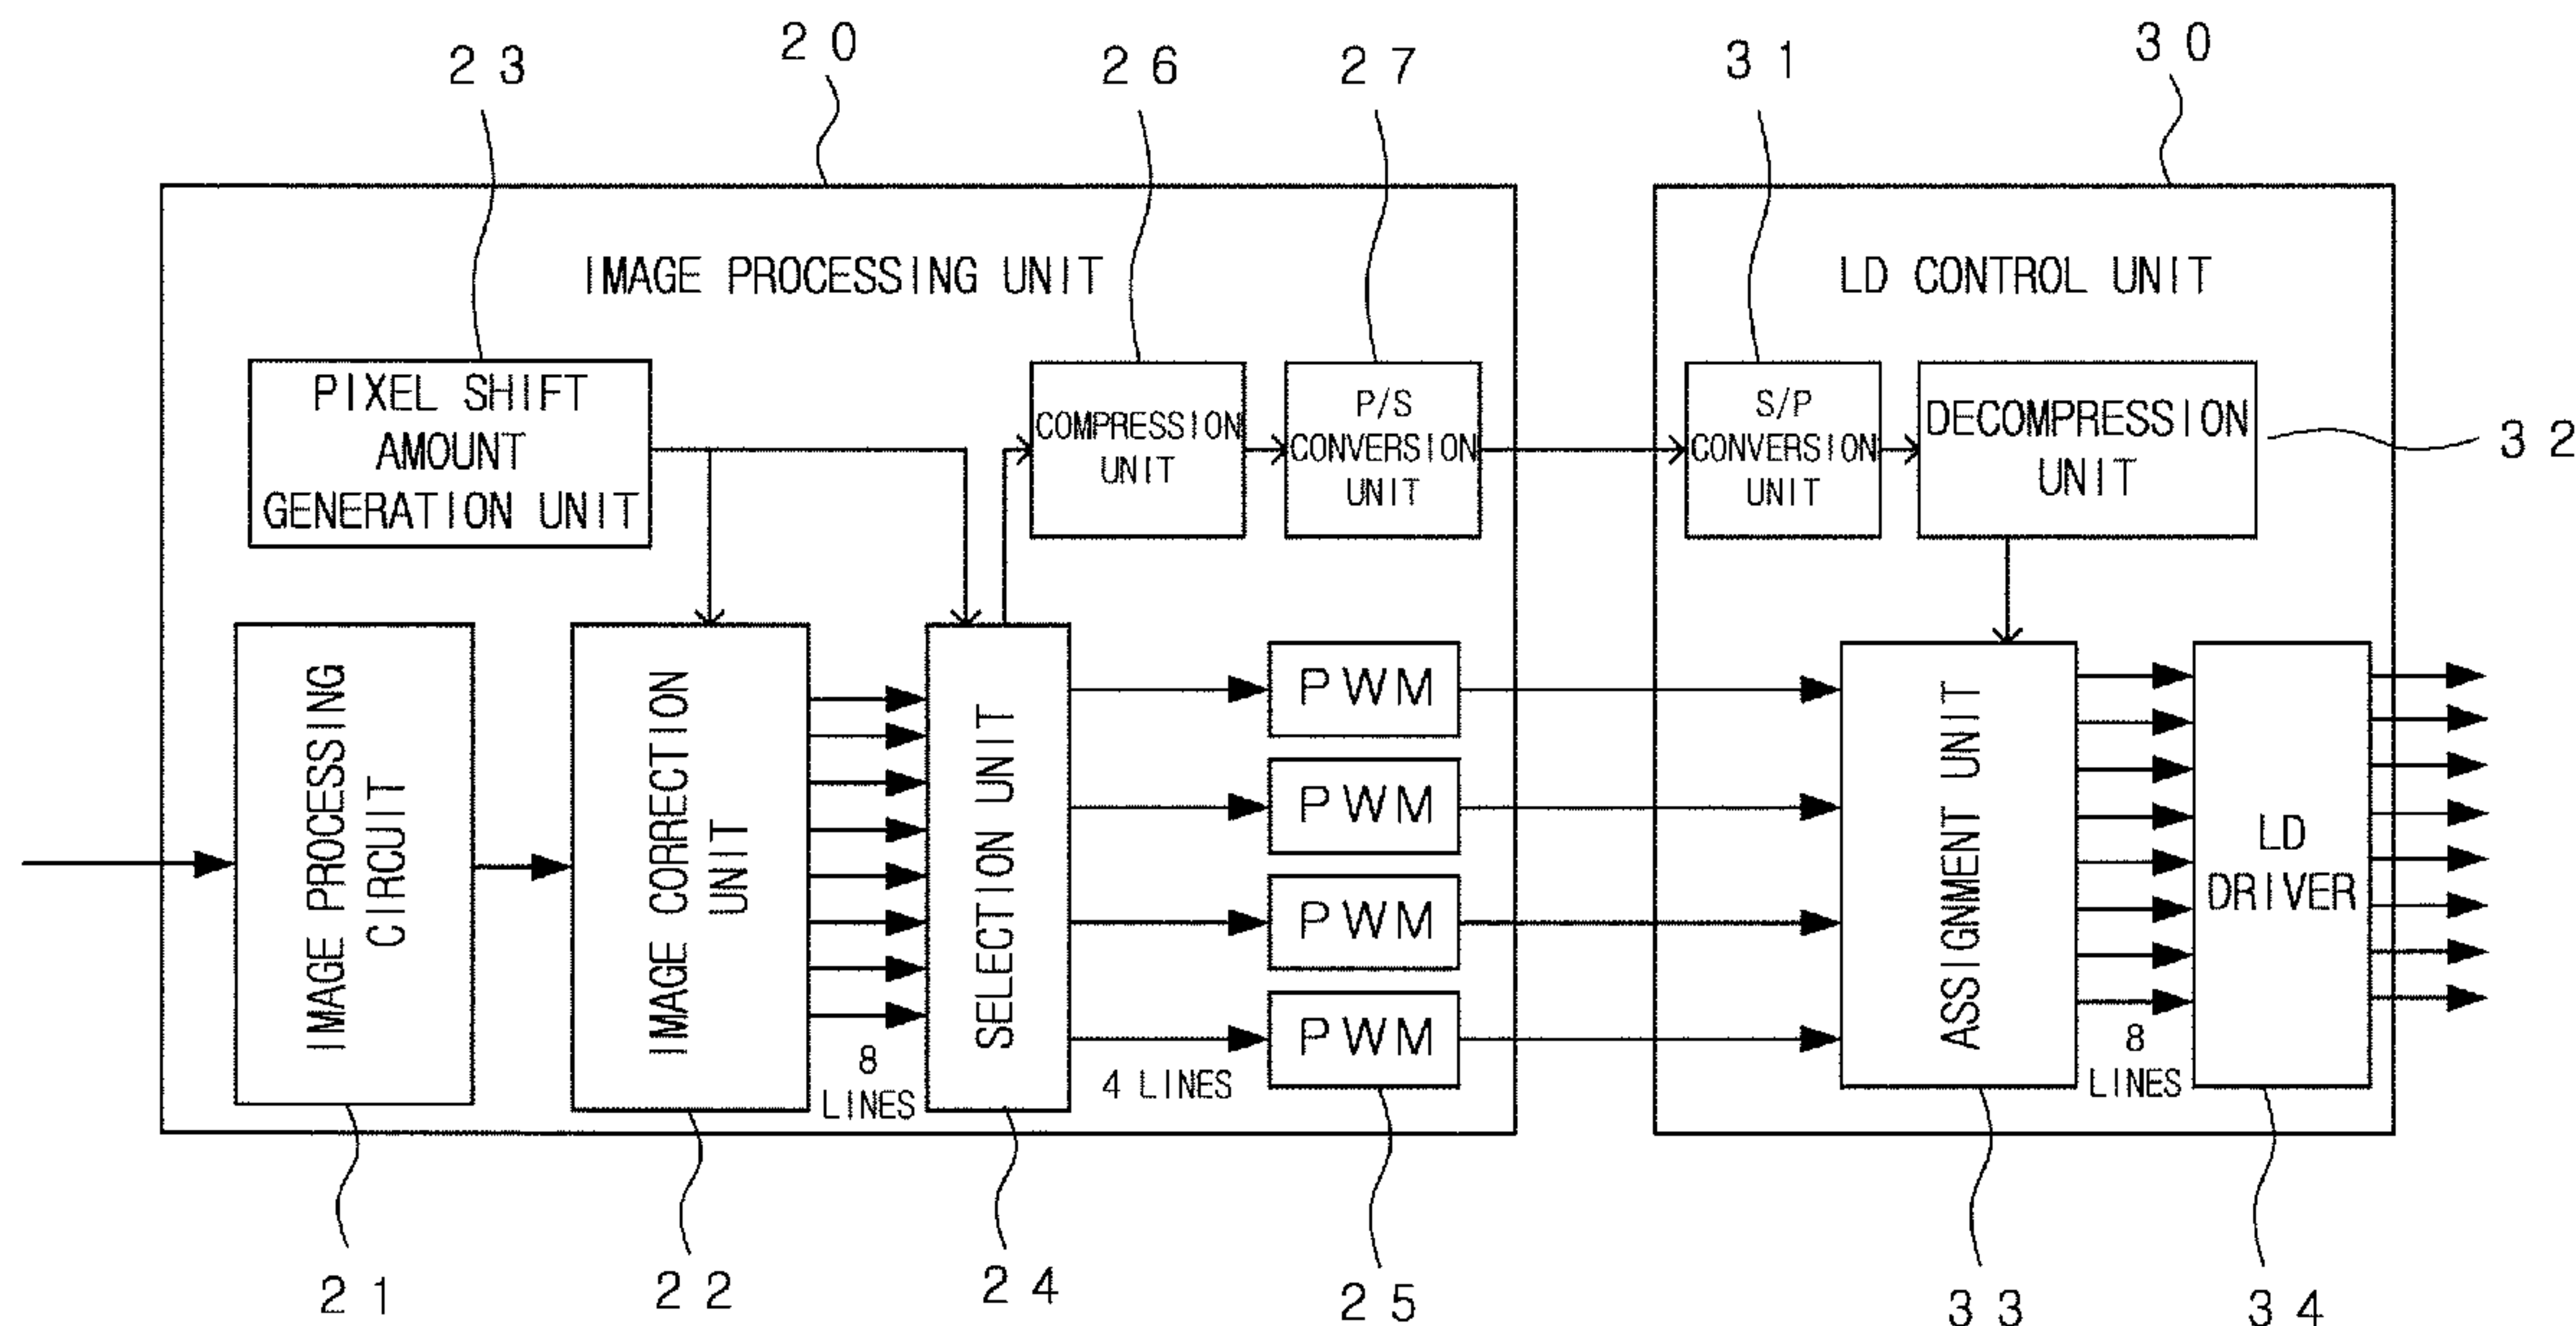 20
30
23
26
27
31
IMAGE PROCESSING UNIT
LD CONTROL UNIT
PIXEL SHIFT
AMOUNT
GENERATION UNIT
COMPRESSION
UNIT
P/S
CONVERSION
UNIT
S/P
CONVERSION
UNIT
DECOMPRESSION
UNIT
32
IMAGE PROCESSING
CIRCUIT
IMAGE CORRECTION
UNIT
8
LINES
SELECTION UNIT
4 LINES
PWM
PWM
PWM
PWM
ASSIGNMENT UNIT
8
LINES
LD
DRIVER
21
22
24
25
33
34